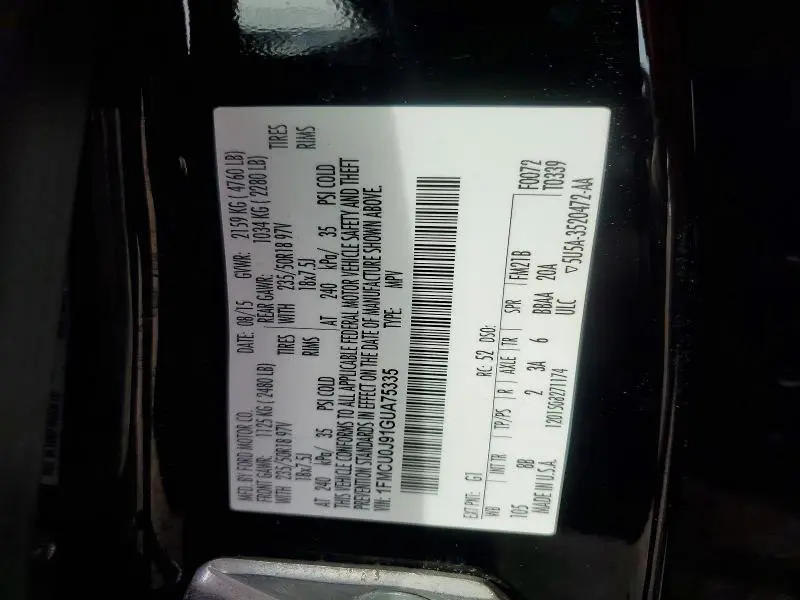 MFD. BY FORD MOTOR CO. DATE: 08/15 GVWR: 2159 KG ( 4760 LB)
FRONT GAWR: 1125 KG ( 2480 LB) REAR GAWR: 1034 KG ( 2280 LB)
WITH 235/50R18 97V TIRES WITH 235/50R18 97V TIRES
18x7.5J RIMS 18x7.5J RIMS
AT 240 kPa/ 35 PSI COLD AT 240 kPa/ 35 PSI COLD
THIS VEHICLE CONFORMS TO ALL APPLICABLE FEDERAL MOTOR VEHICLE SAFETY AND THEFT
PREVENTION STANDARDS IN EFFECT ON THE DATE OF MANUFACTURE SHOWN ABOVE.
VIN: 1FMCU0J91GUA75335 TYPE: MPV
EXT PNT: G1 RC: 52 DSO:
WB INT TR TP/PS R AXLE TR SPR FM21B F0072
105 8B 2 3A 6 BBAA 20A T0339
MADE IN U.S.A. ULC ▽5U5A-3520472-AA